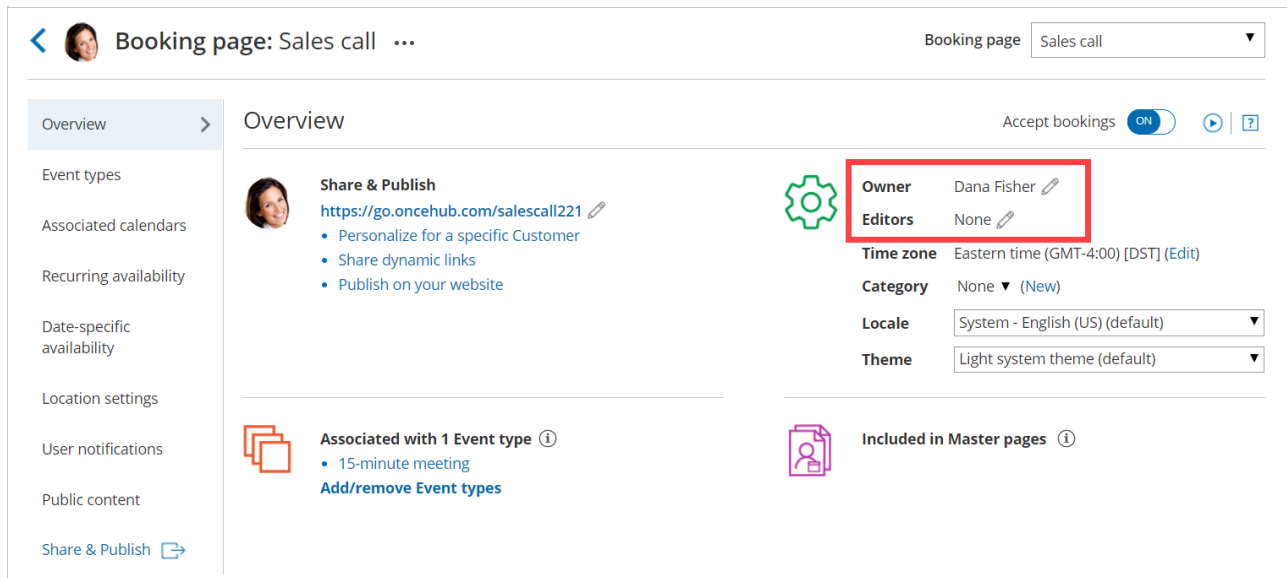 Booking page: Sales call ...
Booking page Sales call
Overview
Event types
Associated calendars
Recurring availability
Date-specific
availability
Location settings
User notifications
Public content
Share & Publish
Overview
Accept bookings ON
Share & Publish
https://go.oncehub.com/salescall221
• Personalize for a specific Customer
• Share dynamic links
• Publish on your website
Owner Dana Fisher
Editors None
Time zone Eastern time (GMT-4:00) [DST] (Edit)
Category None (New)
Locale System - English (US) (default)
Theme Light system theme (default)
Associated with 1 Event type
• 15-minute meeting
Add/remove Event types
Included in Master pages